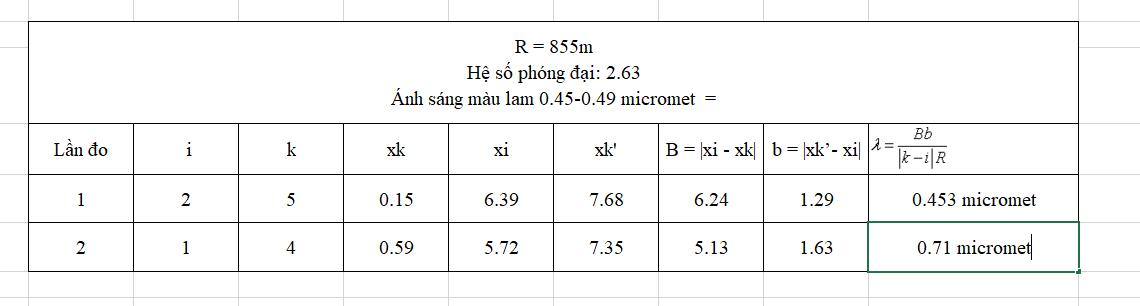 R = 855m
Hệ số phóng đại: 2.63
Ánh sáng màu lam 0.45-0.49 micromet =
Lần đo i k xk xi xk' B = |xi - xk| b = |xk’- xi| λ = Bb / |k − i| R
1 2 5 0.15 6.39 7.68 6.24 1.29 0.453 micromet
2 1 4 0.59 5.72 7.35 5.13 1.63 0.71 micromet